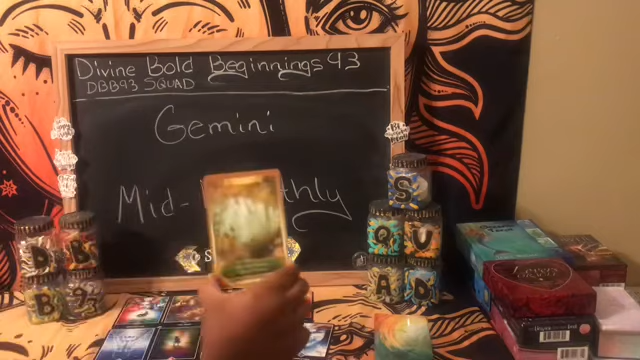 Divine Bold Beginnings 93
DBB93 SQUAD
Gemini
Mid-
thly
S
D B
Q U
B 93
A D